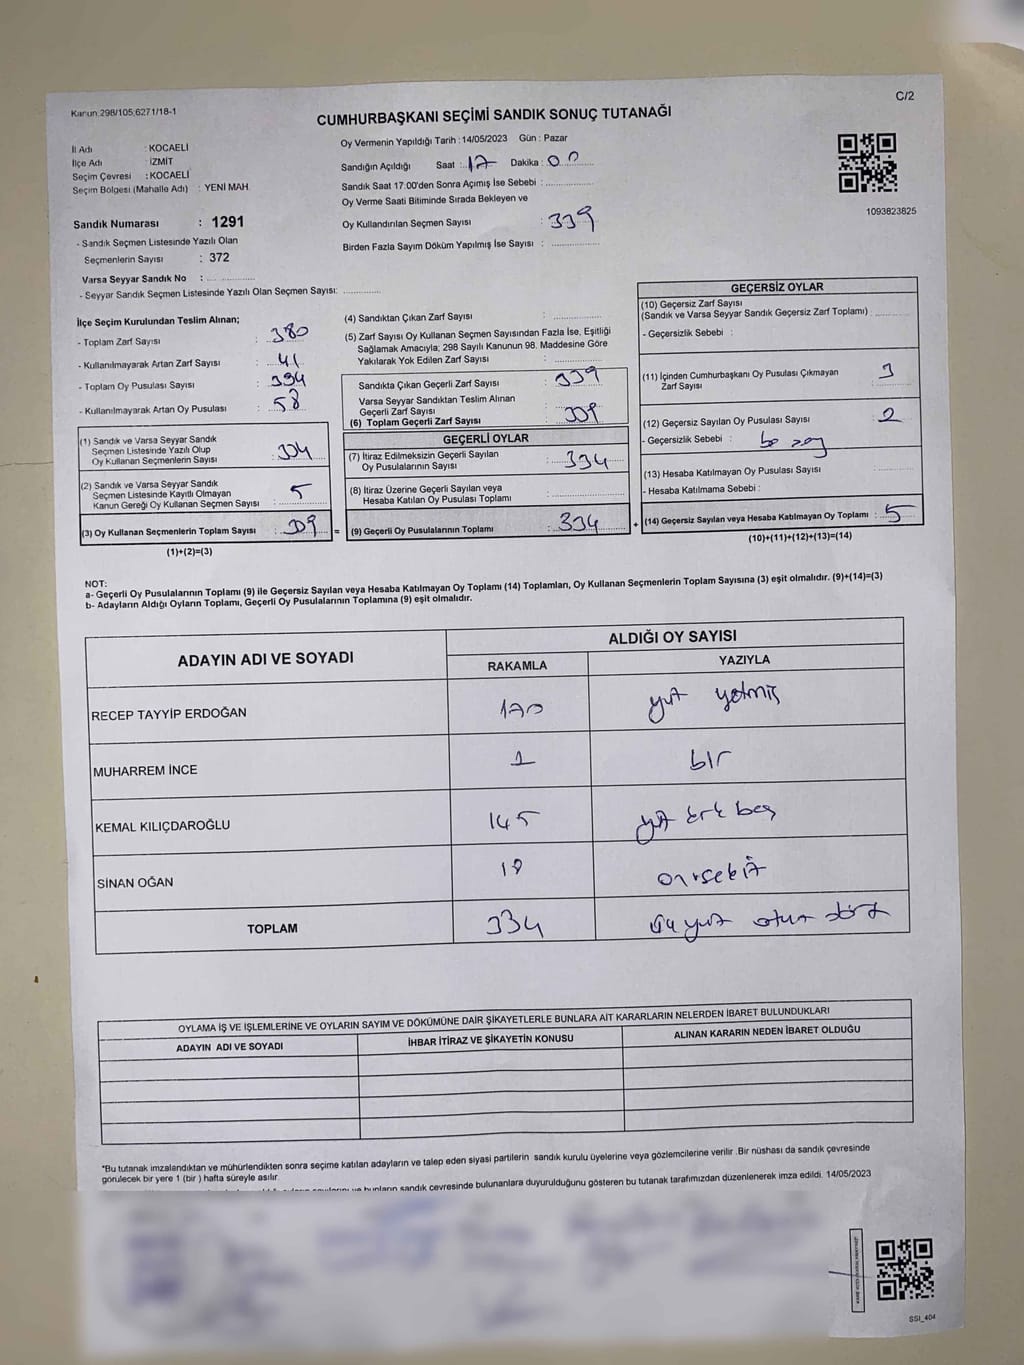 Kanun:298/105;6271/18-1
C/2
CUMHURBAŞKANI SEÇİMİ SANDIK SONUÇ TUTANAĞI
İl Adı : KOCAELİ
İlçe Adı : İZMİT
Seçim Çevresi : KOCAELİ
Seçim Bölgesi (Mahalle Adı) : YENİ MAH.
Sandık Numarası : 1291
- Sandık Seçmen Listesinde Yazılı Olan
Seçmenlerin Sayısı : 372
Varsa Seyyar Sandık No :
- Seyyar Sandık Seçmen Listesinde Yazılı Olan Seçmen Sayısı:
Oy Vermenin Yapıldığı Tarih : 14/05/2023 Gün : Pazar
Sandığın Açıldığı Saat : 17 Dakika : 00
Sandık Saat 17.00'den Sonra Açımış İse Sebebi :
Oy Verme Saati Bitiminde Sırada Bekleyen ve
Oy Kullandırılan Seçmen Sayısı : 339
Birden Fazla Sayım Döküm Yapılmış İse Sayısı :
1093823825
İlçe Seçim Kurulundan Teslim Alınan;
- Toplam Zarf Sayısı : 380
- Kullanılmayarak Artan Zarf Sayısı : 41
- Toplam Oy Pusulası Sayısı : 394
- Kullanılmayarak Artan Oy Pusulası : 58
(1) Sandık ve Varsa Seyyar Sandık
Seçmen Listesinde Yazılı Olup
Oy Kullanan Seçmenlerin Sayısı : 334
(2) Sandık ve Varsa Seyyar Sandık
Seçmen Listesinde Kayıtlı Olmayan
Kanun Gereği Oy Kullanan Seçmen Sayısı : 5
(3) Oy Kullanan Seçmenlerin Toplam Sayısı : 339 =
(1)+(2)=(3)
(4) Sandıktan Çıkan Zarf Sayısı :
(5) Zarf Sayısı Oy Kullanan Seçmen Sayısından Fazla İse, Eşitliği
Sağlamak Amacıyla; 298 Sayılı Kanunun 98. Maddesine Göre
Yakılarak Yok Edilen Zarf Sayısı :
Sandıkta Çıkan Geçerli Zarf Sayısı : 339
Varsa Seyyar Sandıktan Teslim Alınan
Geçerli Zarf Sayısı :
(6) Toplam Geçerli Zarf Sayısı : 339
GEÇERLİ OYLAR
(7) İtiraz Edilmeksizin Geçerli Sayılan
Oy Pusulalarının Sayısı : 334
(8) İtiraz Üzerine Geçerli Sayılan veya
Hesaba Katılan Oy Pusulası Toplamı :
(9) Geçerli Oy Pusulalarının Toplamı : 334 +
GEÇERSİZ OYLAR
(10) Geçersiz Zarf Sayısı
(Sandık ve Varsa Seyyar Sandık Geçersiz Zarf Toplamı) :
- Geçersizlik Sebebi :
(11) İçinden Cumhurbaşkanı Oy Pusulası Çıkmayan
Zarf Sayısı : 3
(12) Geçersiz Sayılan Oy Pusulası Sayısı : 2
- Geçersizlik Sebebi :
(13) Hesaba Katılmayan Oy Pusulası Sayısı :
- Hesaba Katılmama Sebebi :
(14) Geçersiz Sayılan veya Hesaba Katılmayan Oy Toplamı : 5
(10)+(11)+(12)+(13)=(14)
NOT:
a- Geçerli Oy Pusulalarının Toplamı (9) ile Geçersiz Sayılan veya Hesaba Katılmayan Oy Toplamı (14) Toplamları, Oy Kullanan Seçmenlerin Toplam Sayısına (3) eşit olmalıdır. (9)+(14)=(3)
b- Adayların Aldığı Oyların Toplamı, Geçerli Oy Pusulalarının Toplamına (9) eşit olmalıdır.
ADAYIN ADI VE SOYADI
ALDIĞI OY SAYISI
RAKAMLA YAZIYLA
RECEP TAYYİP ERDOĞAN 170 yüz yetmiş
MUHARREM İNCE 1 bir
KEMAL KILIÇDAROĞLU 145 yüz kırk beş
SİNAN OĞAN 18 onsekiz
TOPLAM 334 üç yüz otuz dört
OYLAMA İŞ VE İŞLEMLERİNE VE OYLARIN SAYIM VE DÖKÜMÜNE DAİR ŞİKAYETLERLE BUNLARA AİT KARARLARIN NELERDEN İBARET BULUNDUKLARI
ADAYIN ADI VE SOYADI İHBAR İTİRAZ VE ŞİKAYETİN KONUSU ALINAN KARARIN NEDEN İBARET OLDUĞU
*Bu tutanak imzalandıktan ve mühürlendikten sonra seçime katılan adayların ve talep eden siyasi partilerin sandık kurulu üyelerine veya gözlemcilerine verilir .Bir nüshası da sandık çevresinde
görülecek bir yere 1 (bir ) hafta süreyle asılır.
ve bunların sandık çevresinde bulunanlara duyurulduğunu gösteren bu tutanak tarafımızdan düzenlenerek imza edildi. 14/05/2023
SSI_404